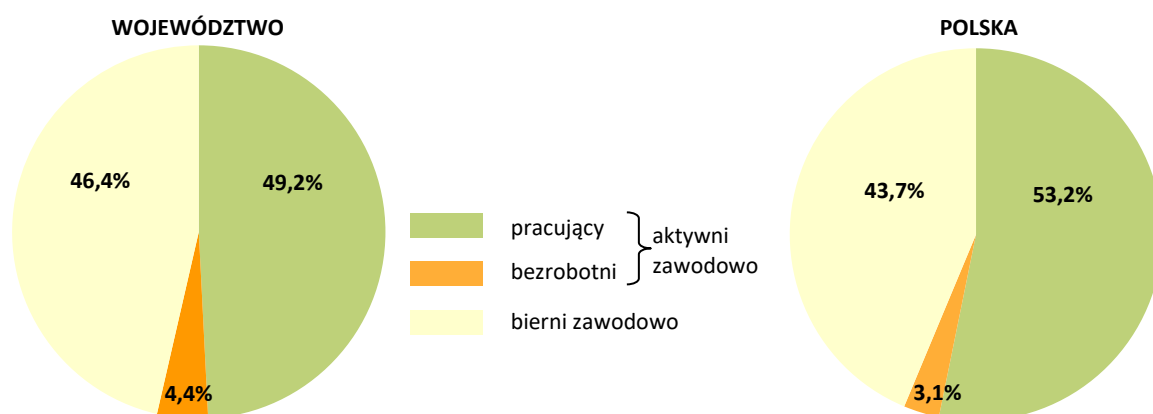 WOJEWÓDZTWO
POLSKA
46,4%
49,2%
4,4%
pracujący
bezrobotni
aktywni
zawodowo
bierni zawodowo
43,7%
53,2%
3,1%